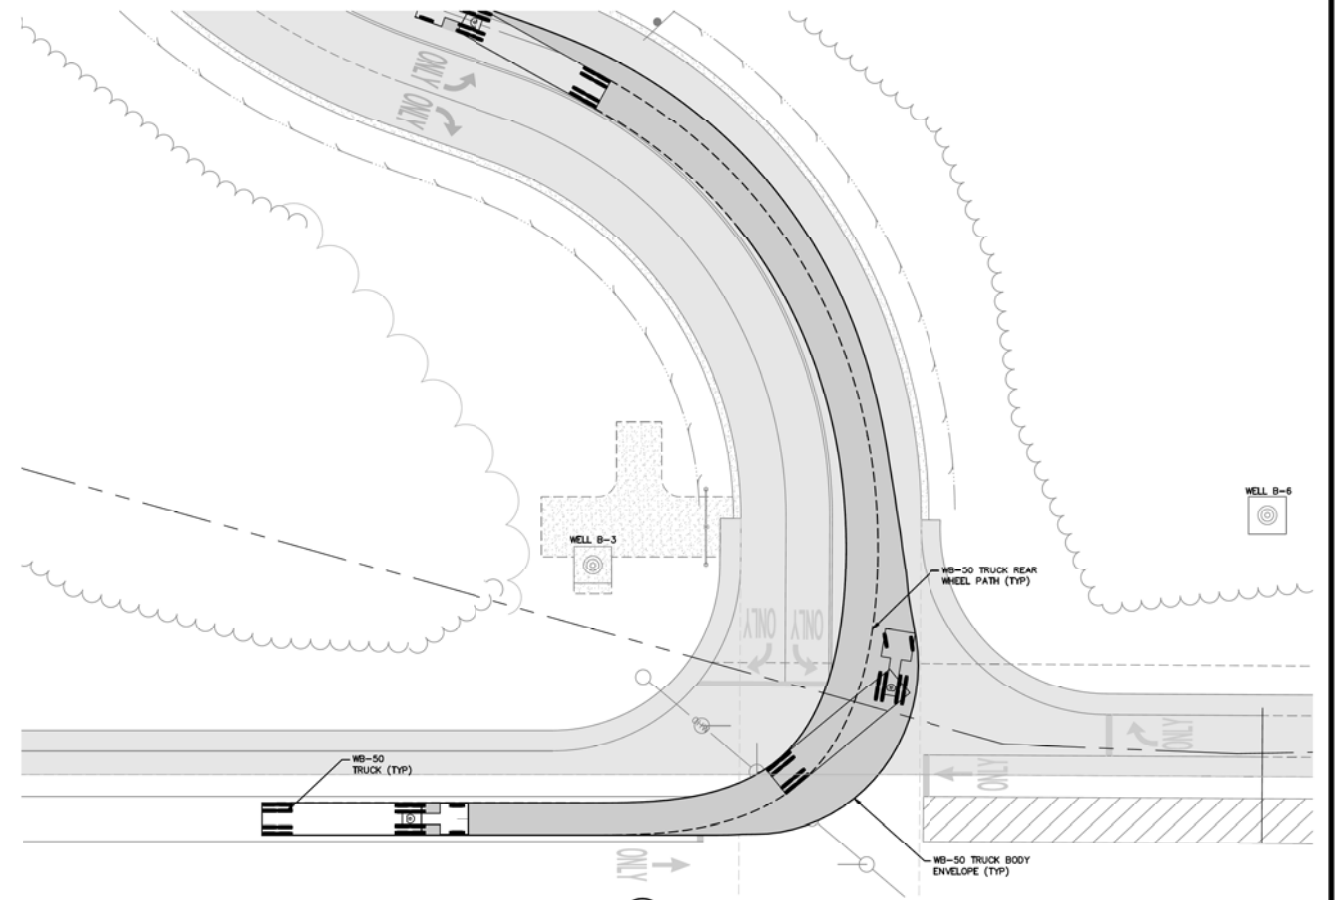 ONLY
ONLY
WELL B-6
WELL B-3
WB-50 TRUCK REAR
WHEEL PATH (TYP)
ONLY
ONLY
ONLY
WB-50
TRUCK (TYP)
ONLY
ONLY
WB-50 TRUCK BODY
ENVELOPE (TYP)